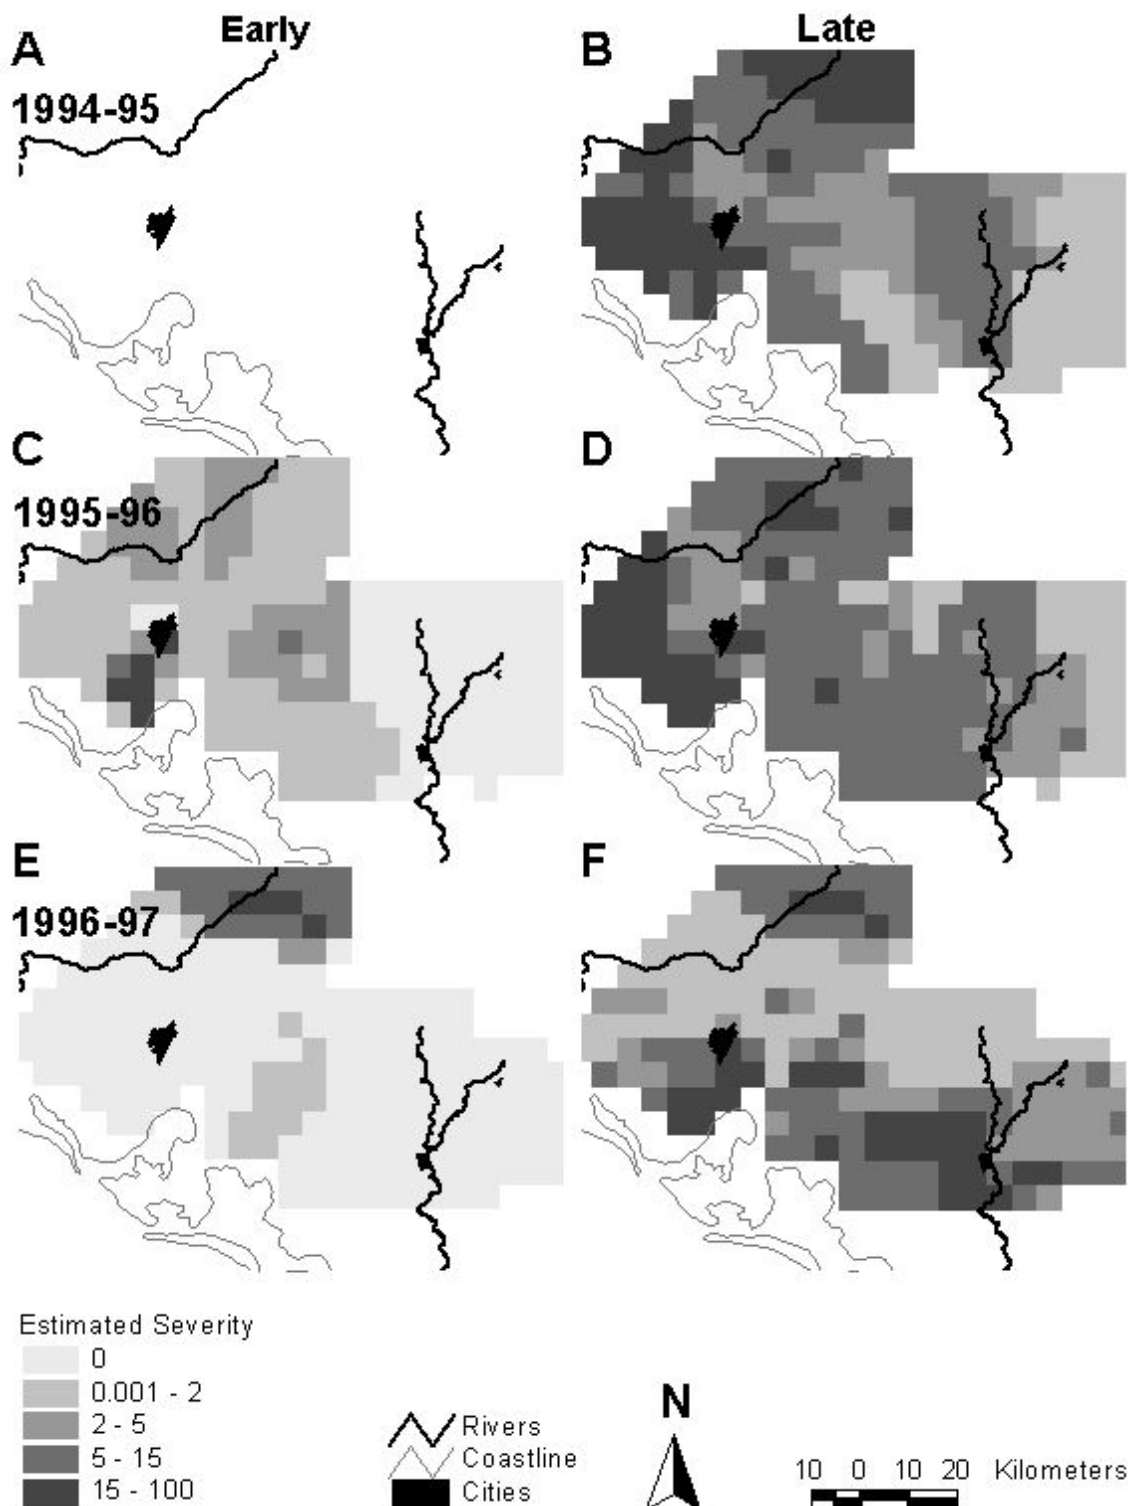 Early
Late
A
B
1994-95
C
D
1995-96
E
F
1996-97
Estimated Severity
0
0.001 - 2
2 - 5
5 - 15
15 - 100
Rivers
Coastline
Cities
N
10 0 10 20 Kilometers